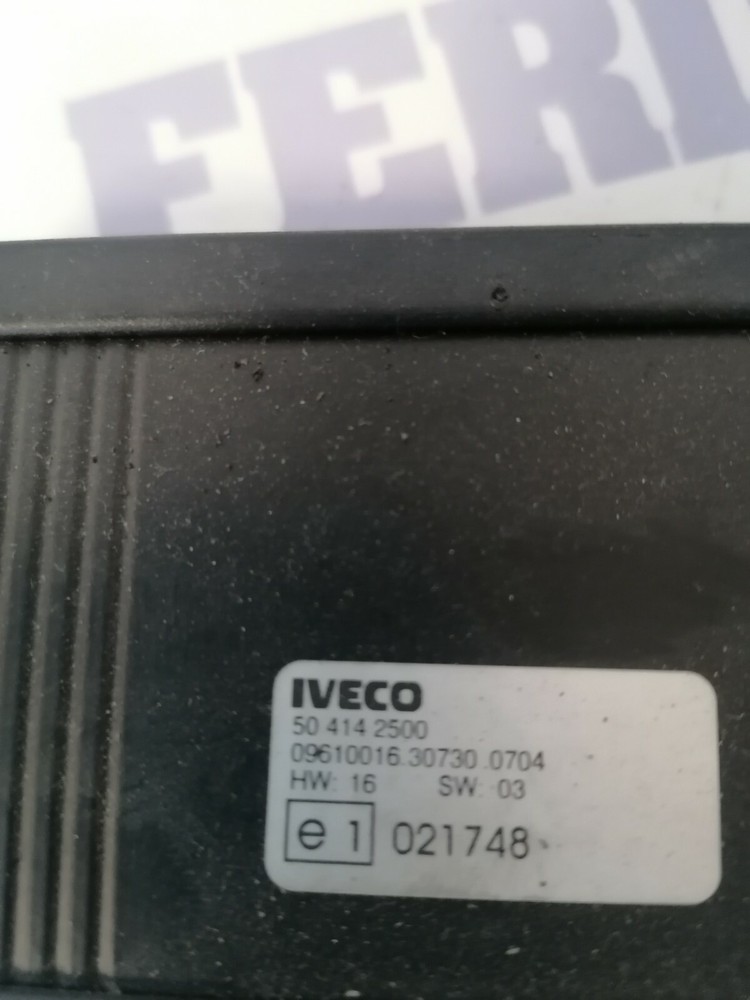 FERI
IVECO
50 414 2500
09610016.30730.0704
HW: 16 SW: 03
e 1 021748